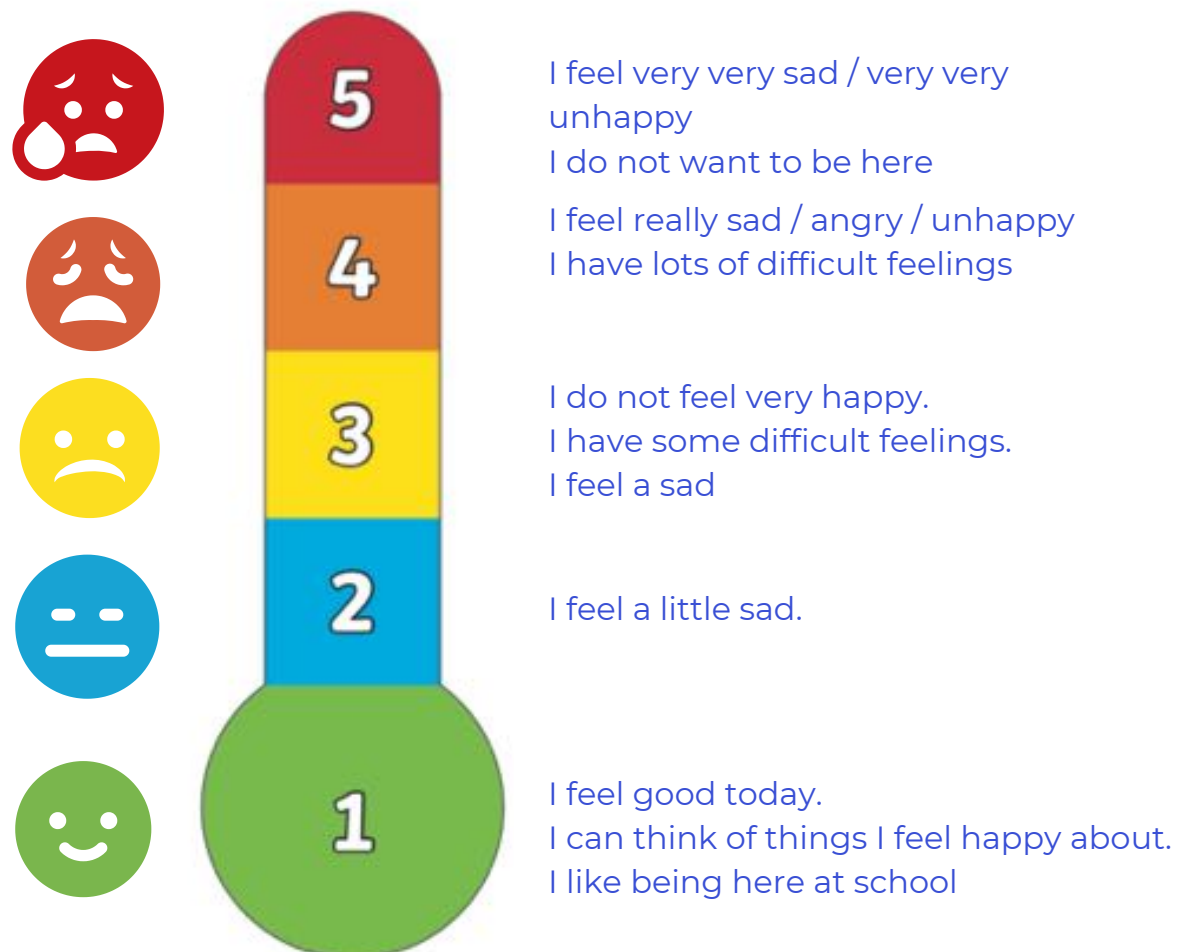 5
I feel very very sad / very very
unhappy
I do not want to be here
4
I feel really sad / angry / unhappy
I have lots of difficult feelings
3
I do not feel very happy.
I have some difficult feelings.
I feel a sad
2
I feel a little sad.
1
I feel good today.
I can think of things I feel happy about.
I like being here at school